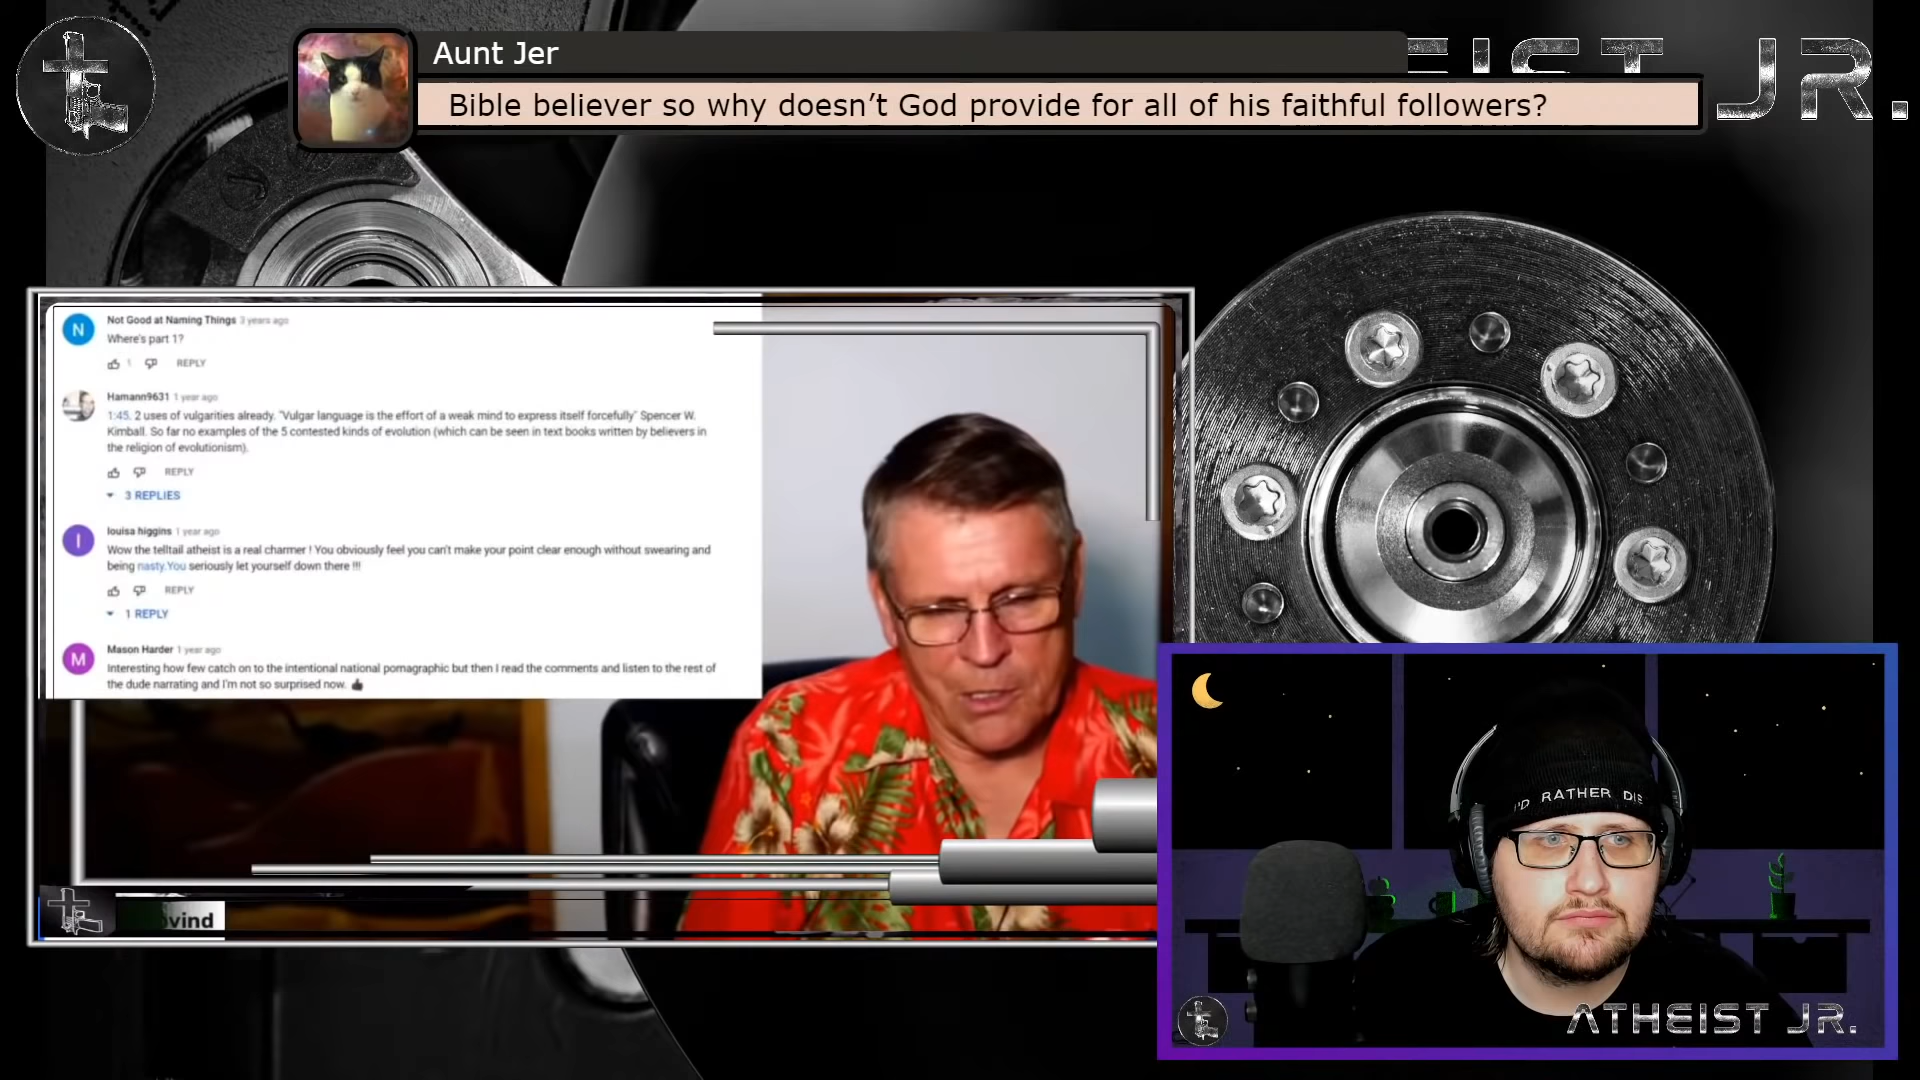 Aunt Jer
EIST JR.
Bible believer so why doesn't God provide for all of his faithful followers?
N
Not Good at Naming Things 3 years ago
Where's part 1?
1 REPLY
Hamann9631 1 year ago
1:45. 2 uses of vulgarities already. "Vulgar language is the effort of a weak mind to express itself forcefully" Spencer W.
Kimball. So far no examples of the 5 contested kinds of evolution (which can be seen in text books written by believers in
the religion of evolutionism).
REPLY
3 REPLIES
l
louisa higgins 1 year ago
Wow the telltail atheist is a real charmer ! You obviously feel you can't make your point clear enough without swearing and
being nasty.You seriously let yourself down there !!!
REPLY
1 REPLY
M
Mason Harder 1 year ago
Interesting how few catch on to the intentional national pornagraphic but then I read the comments and listen to the rest of
the dude narrating and I'm not so surprised now.
I'D RATHER DIE
ovind
ATHEIST JR.